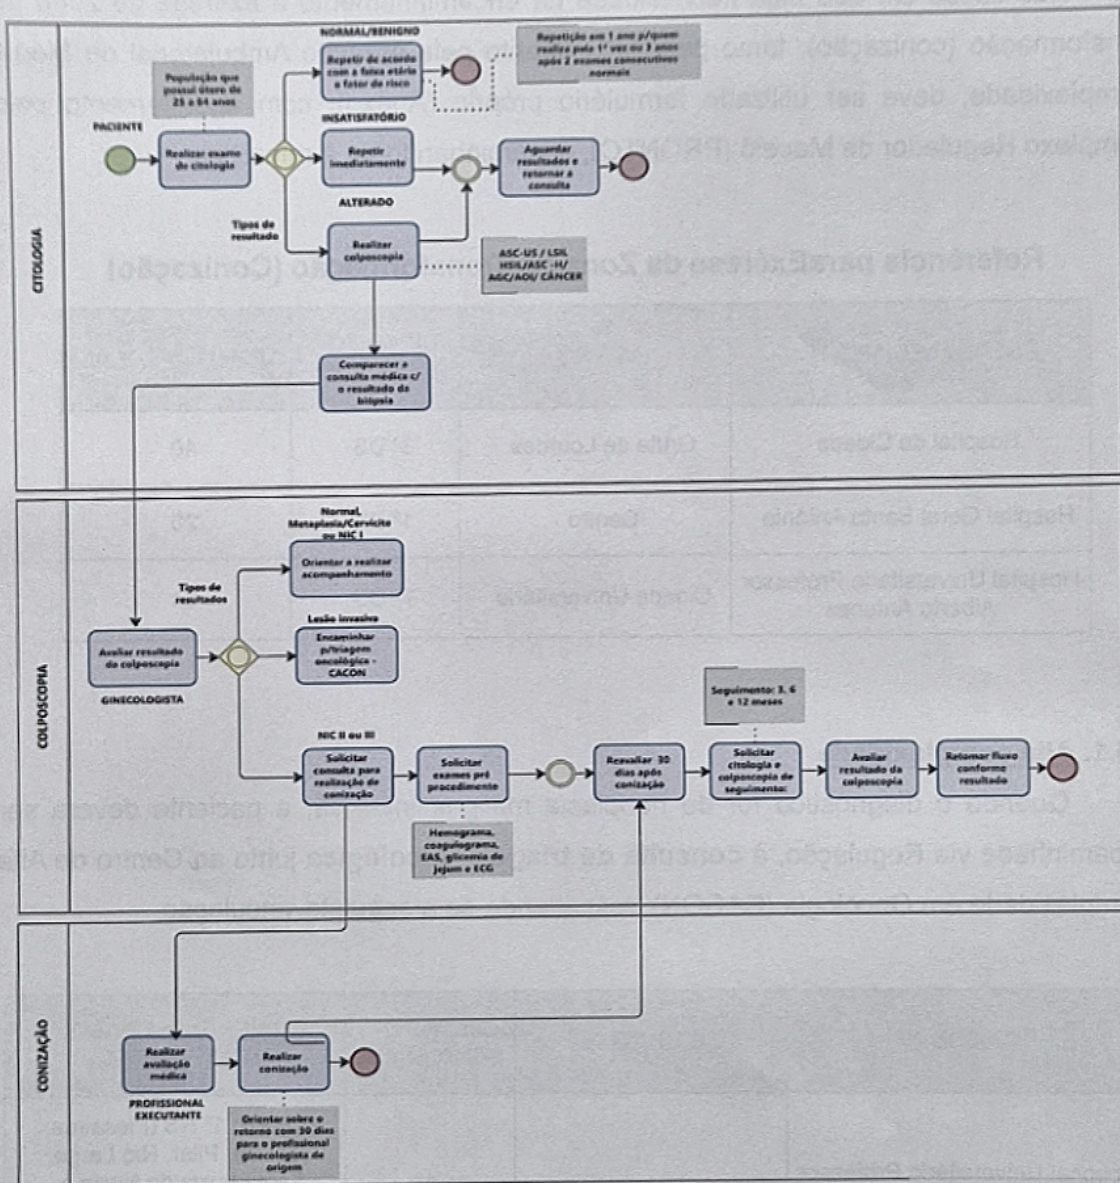 CITOLOGIA
PACIENTE
População que
possui útero de
25 a 64 anos
Realizar exame
de citologia
Tipos de
resultado
NORMAL/BENIGNO
Repetir de acordo
com a faixa etária
e fator de risco
Repetição em 1 ano p/quem
realiza pela 1ª vez ou 3 anos
após 2 exames consecutivos
normais
INSATISFATÓRIO
Repetir
imediatamente
Aguardar
resultados e
retornar a
consulta
ALTERADO
Realizar
colposcopia
ASC-US / LSIL
HSIL/ASC -H/
AGC/AOI/ CÂNCER
Comparecer a
consulta médica c/
o resultado da
biópsia
COLPOSCOPIA
Avaliar resultado
da colposcopia
GINECOLOGISTA
Tipos de
resultados
Normal,
Metaplasia/Cervicite
ou NIC I
Orientar a realizar
acompanhamento
Lesão invasiva
Encaminhar
p/triagem
oncológica -
CACON
NIC II ou III
Solicitar
consulta para
realização de
conização
Solicitar
exames pré
procedimento
Hemograma,
coagulograma,
EAS, glicemia de
jejum e ECG
Reavaliar 30
dias após
conização
Seguimento: 3, 6
e 12 meses
Solicitar
citologia e
colposcopia de
seguimento:
Avaliar
resultado da
colposcopia
Retomar fluxo
conforme
resultado
CONIZAÇÃO
Realizar
avaliação
médica
PROFISSIONAL
EXECUTANTE
Realizar
conização
Orientar sobre o
retorno com 30 dias
para o profissional
ginecologista de
origem